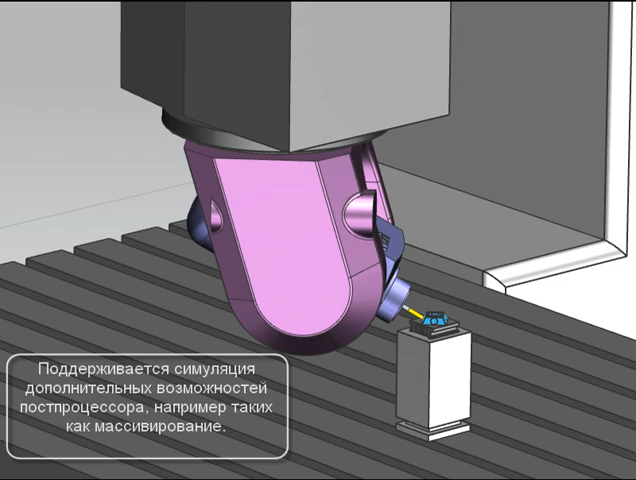 Поддерживается симуляция
дополнительных возможностей
постпроцессора, например таких
как массивирование.